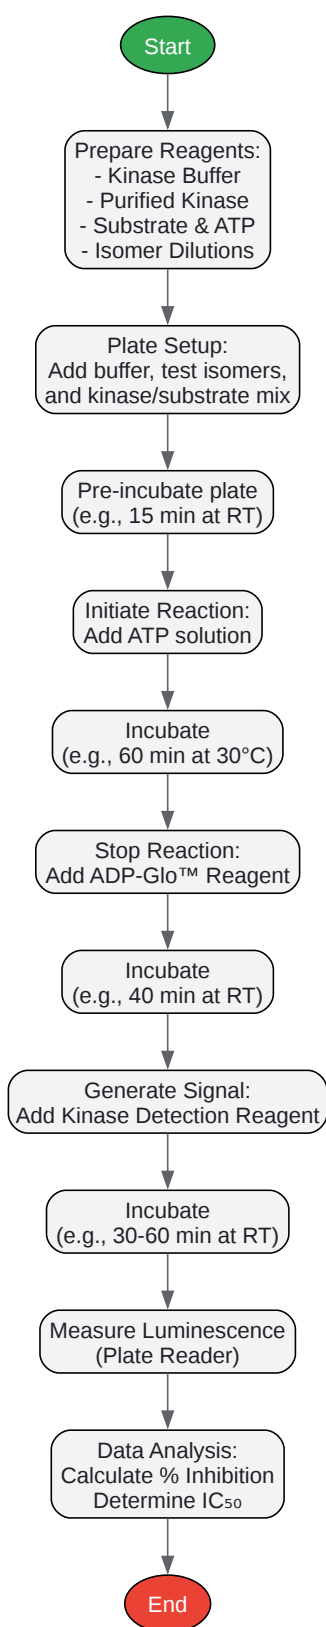 Start
Prepare Reagents:
- Kinase Buffer
- Purified Kinase
- Substrate & ATP
- Isomer Dilutions
Plate Setup:
Add buffer, test isomers,
and kinase/substrate mix
Pre-incubate plate
(e.g., 15 min at RT)
Initiate Reaction:
Add ATP solution
Incubate
(e.g., 60 min at 30°C)
Stop Reaction:
Add ADP-Glo™ Reagent
Incubate
(e.g., 40 min at RT)
Generate Signal:
Add Kinase Detection Reagent
Incubate
(e.g., 30-60 min at RT)
Measure Luminescence
(Plate Reader)
Data Analysis:
Calculate % Inhibition
Determine IC₅₀
End